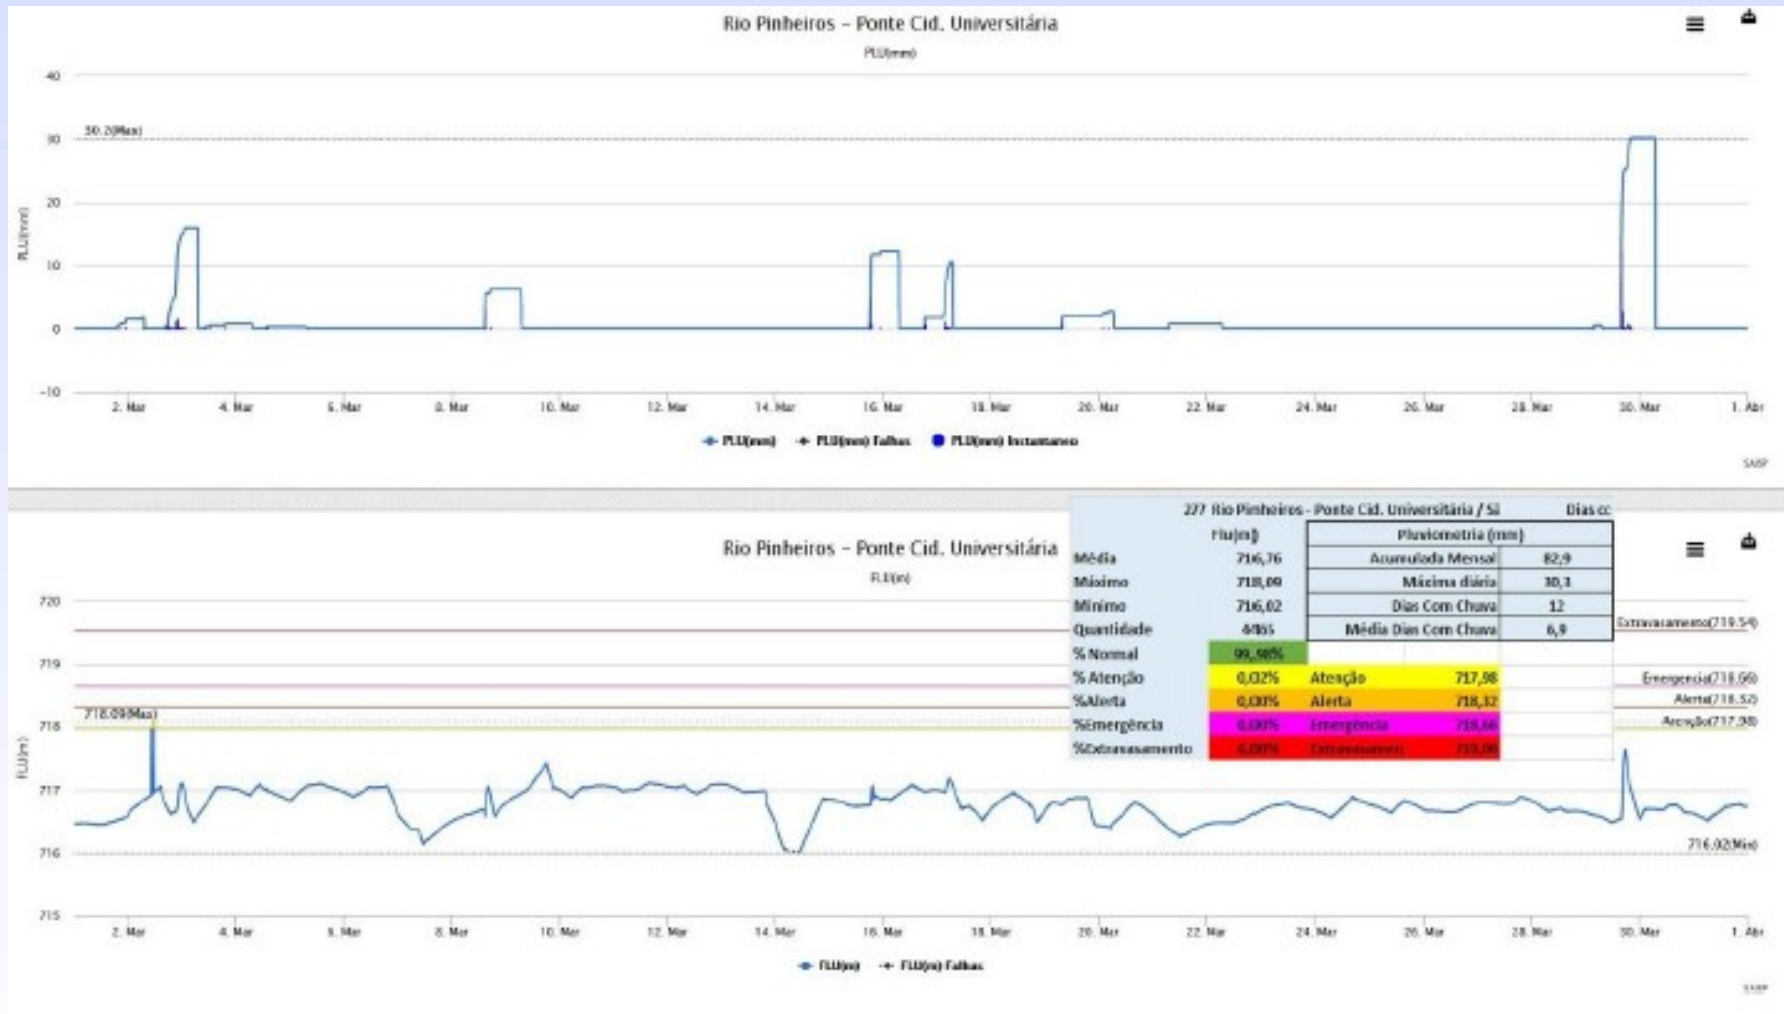 Rio Pinheiros – Ponte Cid. Universitária
PLU(mm)
40
30.2(Max)
30
20
10
0
-10
PLU(mm)
2. Mar 4. Mar 6. Mar 8. Mar 10. Mar 12. Mar 14. Mar 16. Mar 18. Mar 20. Mar 22. Mar 24. Mar 26. Mar 28. Mar 30. Mar 1. Abr
PLU(mm) PLU(mm) Falhas PLU(mm) Instantaneo
SAISP
277 Rio Pinheiros - Ponte Cid. Universitária / Dias
Flu(m) Pluviometria (mm)
Média 716,76 Acumulada Mensal 82,9
Máximo 718,09 Máxima diária 30,3
Mínimo 716,02 Dias Com Chuva 12
Quantidade 4465 Média Dias Com Chuva 6,9
% Normal 99,98%
% Atenção 0,02% Atenção 717,98
%Alerta 0,00% Alerta 718,32
%Emergência 0,00% Emergência 718,66
%Extravasamento 0,00%
Rio Pinheiros – Ponte Cid. Universitária
FLU(m)
720
Extravasamento(719.54)
719
Emergencia(718.66)
Alerta(718.32)
718.09(Max)
Atenção(717.98)
718
717
716
716.02(Min)
715
FLU(m)
2. Mar 4. Mar 6. Mar 8. Mar 10. Mar 12. Mar 14. Mar 16. Mar 18. Mar 20. Mar 22. Mar 24. Mar 26. Mar 28. Mar 30. Mar 1. Abr
FLU(m) FLU(m) Falhas
SAISP